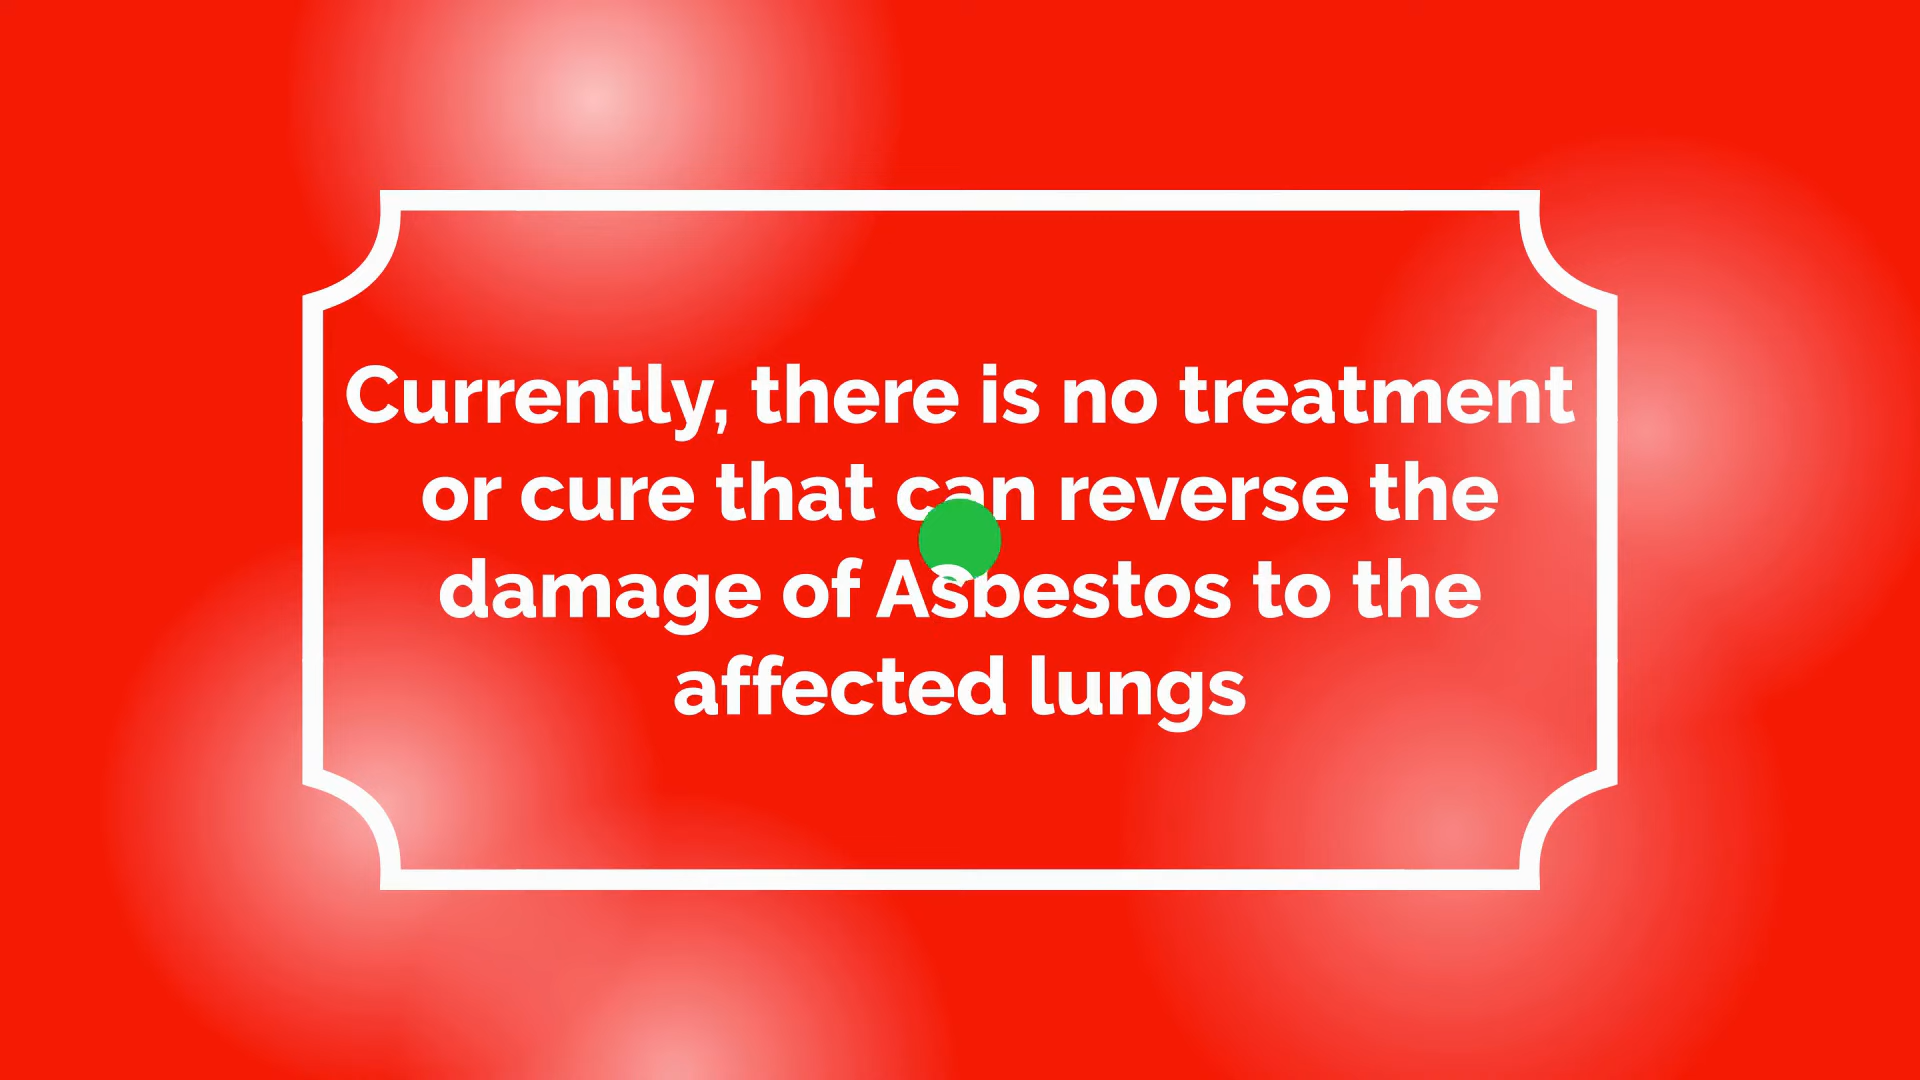 Currently, there is no treatment
or cure that can reverse the
damage of Asbestos to the
affected lungs